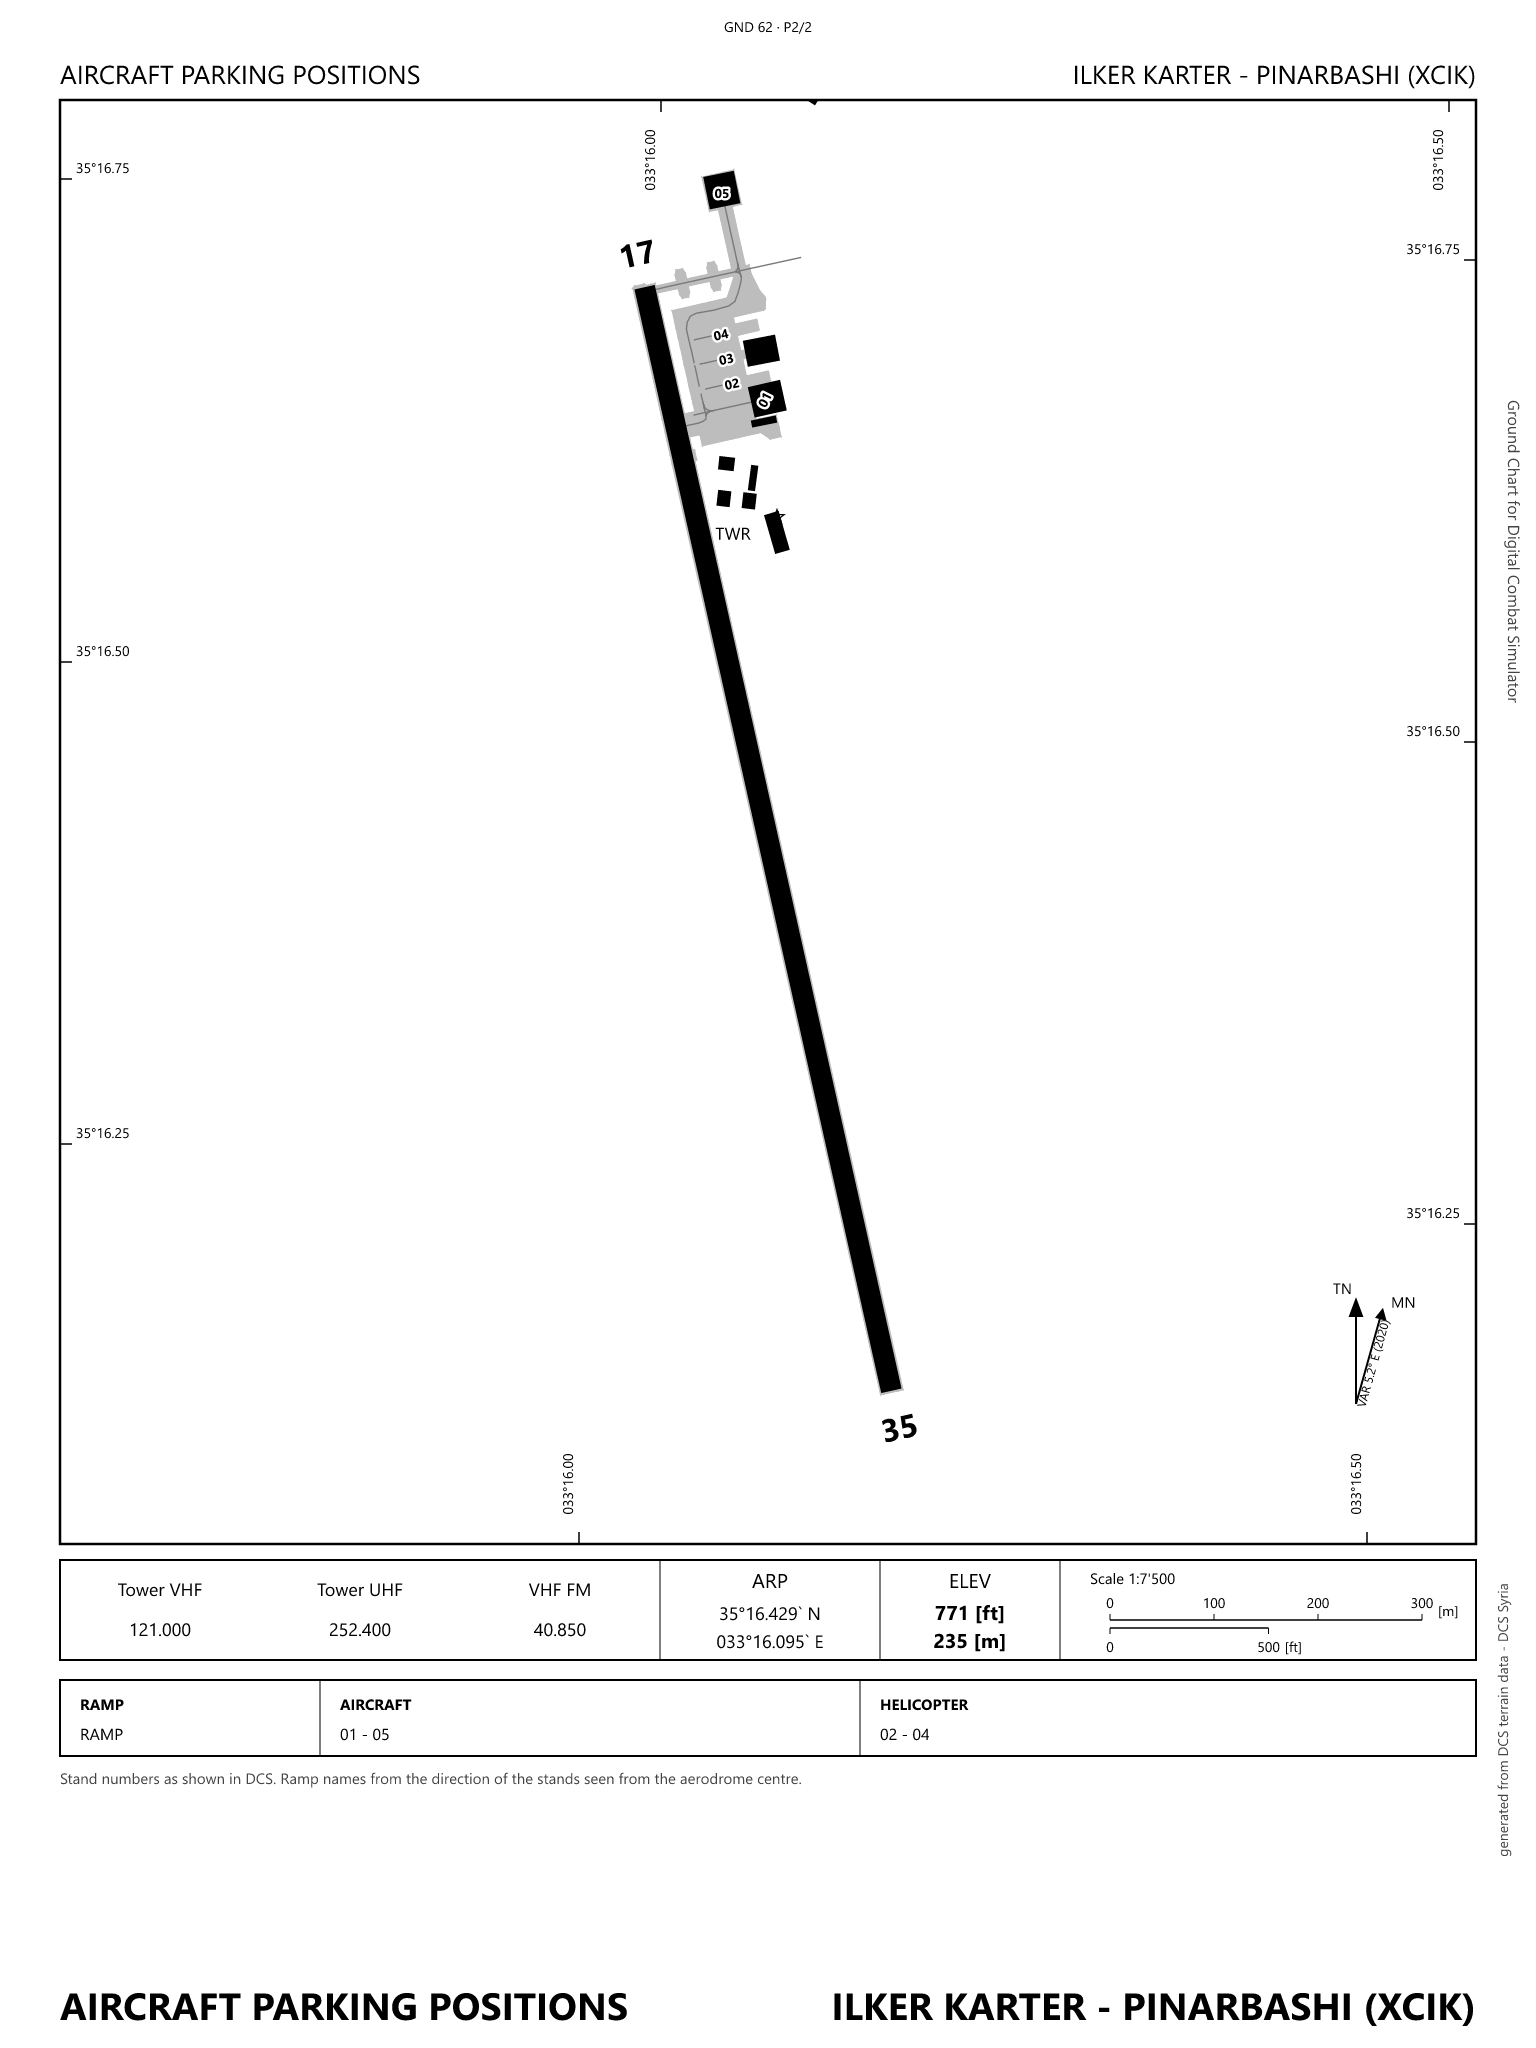 GND 62 · P2/2
AIRCRAFT PARKING POSITIONS
ILKER KARTER - PINARBASHI (XCIK)
033°16.00
033°16.50
35°16.75
35°16.75
05
17
04
03
02
01
TWR
35°16.50
35°16.50
35°16.25
35°16.25
TN
MN
VAR 5.2° E (2020)
35
033°16.00
033°16.50
Ground Chart for Digital Combat Simulator
Tower VHF
121.000
Tower UHF
252.400
VHF FM
40.850
ARP
35°16.429` N
033°16.095` E
ELEV
771 [ft]
235 [m]
Scale 1:7'500
0 100 200 300 [m]
0 500 [ft]
RAMP
RAMP
AIRCRAFT
01 - 05
HELICOPTER
02 - 04
Stand numbers as shown in DCS. Ramp names from the direction of the stands seen from the aerodrome centre.
generated from DCS terrain data - DCS Syria
AIRCRAFT PARKING POSITIONS
ILKER KARTER - PINARBASHI (XCIK)